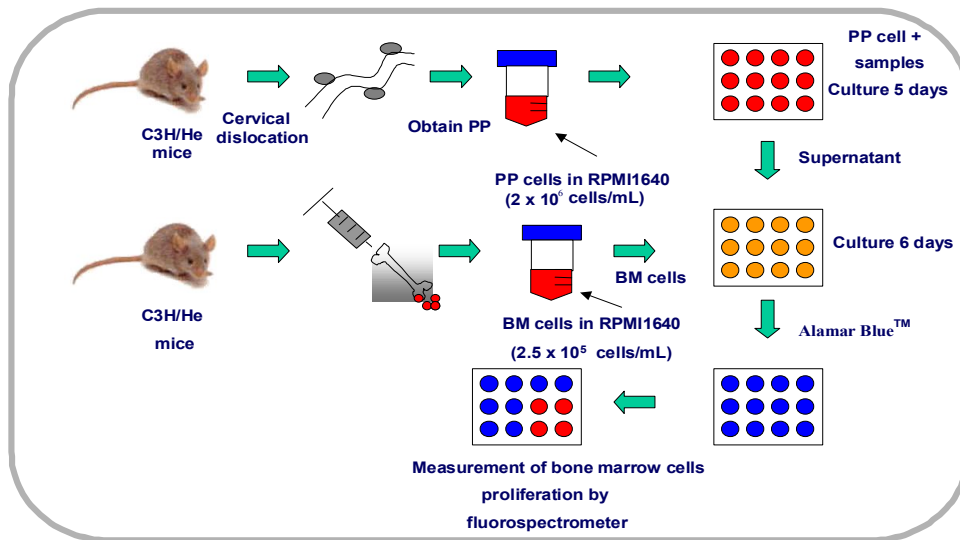 C3H/He
mice
Cervical
dislocation
Obtain PP
PP cells in RPMI1640
(2 x 10⁶ cells/mL)
PP cell +
samples
Culture 5 days
Supernatant
C3H/He
mice
BM cells in RPMI1640
(2.5 x 10⁵ cells/mL)
BM cells
Culture 6 days
Alamar Blue™
Measurement of bone marrow cells
proliferation by
fluorospectrometer